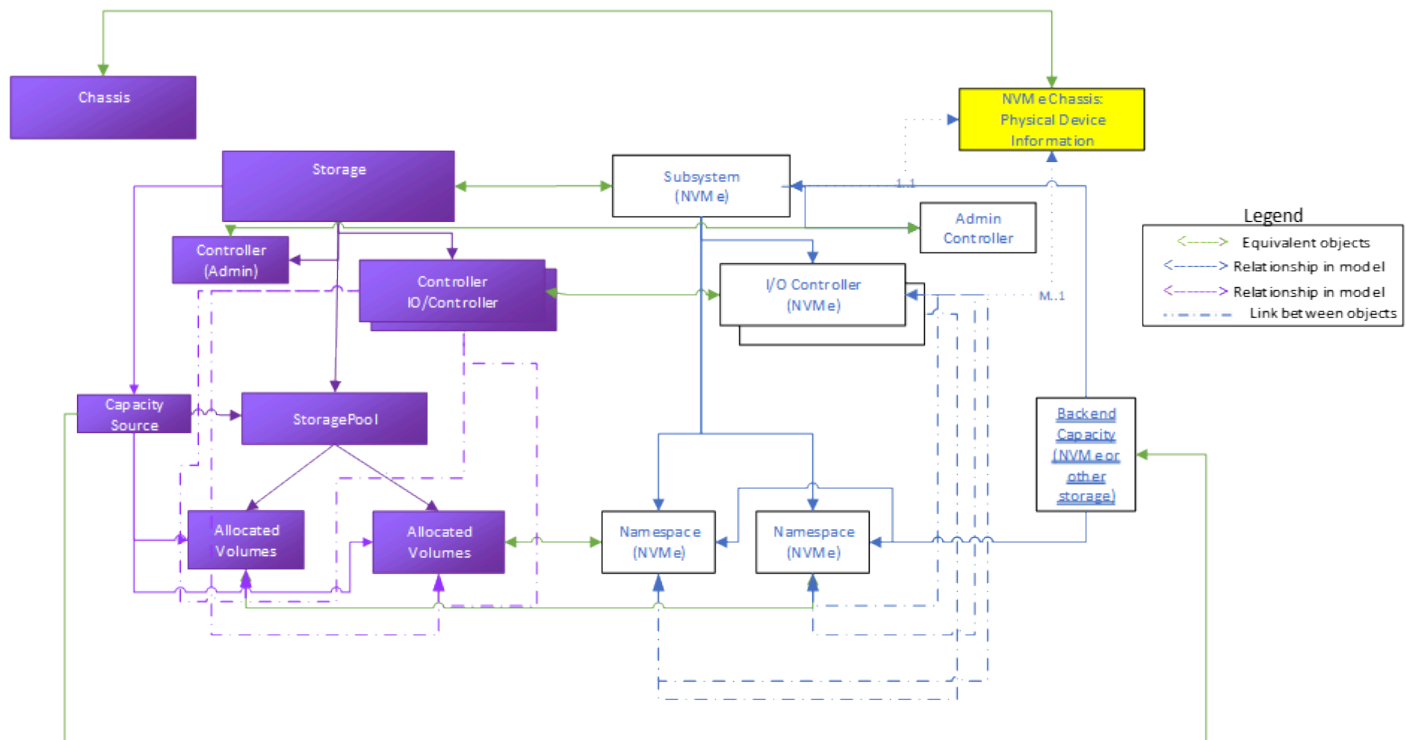 Chassis
NVMe Chassis:
Physical Device
Information
Storage
Subsystem
(NVMe)
1..1
Admin
Controller
Legend
Equivalent objects
Relationship in model
Relationship in model
Link between objects
Controller
(Admin)
Controller
IO/Controller
I/O Controller
(NVMe)
M..1
Capacity
Source
StoragePool
Backend
Capacity
(NVMe or
other
storage)
Allocated
Volumes
Allocated
Volumes
Namespace
(NVMe)
Namespace
(NVMe)